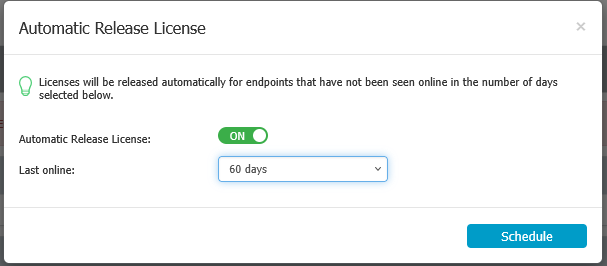 Automatic Release License
×
Licenses will be released automatically for endpoints that have not been seen online in the number of days
selected below.
Automatic Release License: ON
Last online: 60 days
Schedule